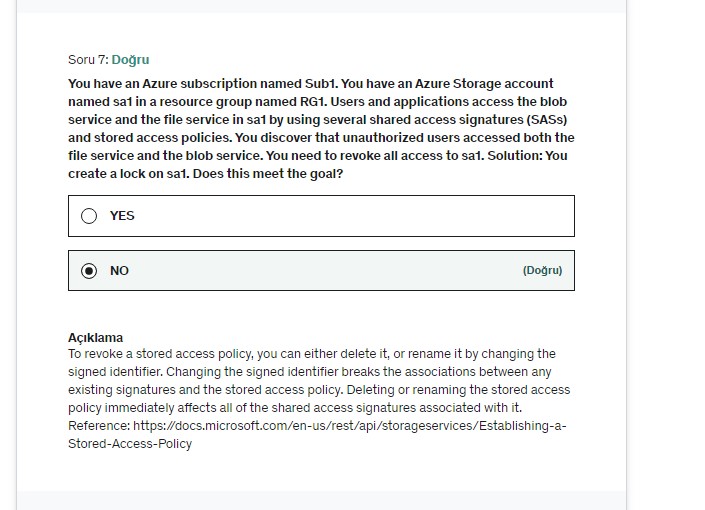 Soru 7: Doğru
You have an Azure subscription named Sub1. You have an Azure Storage account
named sa1 in a resource group named RG1. Users and applications access the blob
service and the file service in sa1 by using several shared access signatures (SASs)
and stored access policies. You discover that unauthorized users accessed both the
file service and the blob service. You need to revoke all access to sa1. Solution: You
create a lock on sa1. Does this meet the goal?
YES
NO (Doğru)
Açıklama
To revoke a stored access policy, you can either delete it, or rename it by changing the
signed identifier. Changing the signed identifier breaks the associations between any
existing signatures and the stored access policy. Deleting or renaming the stored access
policy immediately affects all of the shared access signatures associated with it.
Reference: https://docs.microsoft.com/en-us/rest/api/storageservices/Establishing-a-
Stored-Access-Policy